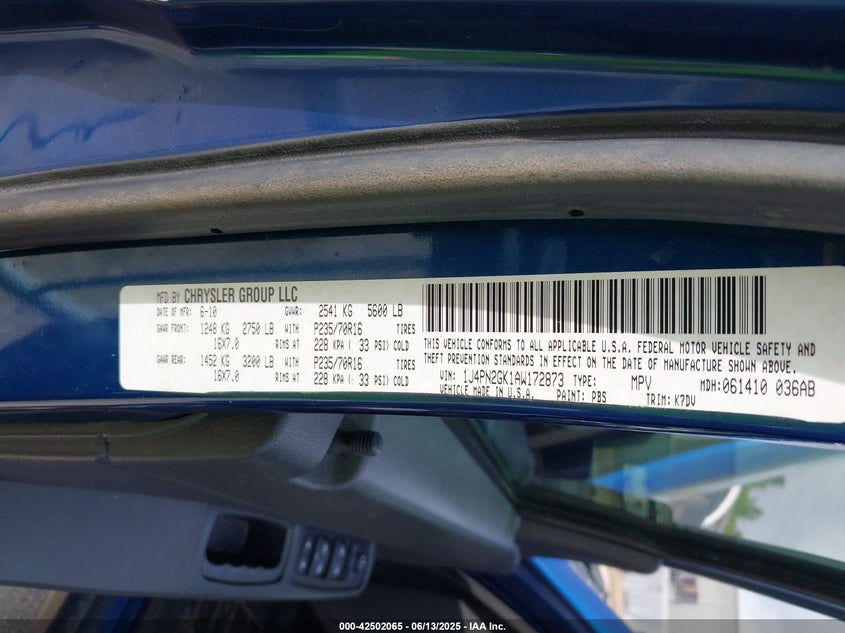 MFD BY CHRYSLER GROUP LLC
DATE OF MFR: 6-10 GVWR: 2541 KG 5600 LB
GAWR FRONT: 1248 KG 2750 LB WITH P235/70R16 TIRES
16X7.0 RIMS AT 228 KPA ( 33 PSI) COLD
GAWR REAR: 1452 KG 3200 LB WITH P235/70R16 TIRES
16X7.0 RIMS AT 228 KPA ( 33 PSI) COLD
THIS VEHICLE CONFORMS TO ALL APPLICABLE U.S.A. FEDERAL MOTOR VEHICLE SAFETY AND
THEFT PREVENTION STANDARDS IN EFFECT ON THE DATE OF MANUFACTURE SHOWN ABOVE.
VIN: 1J4PN2GK1AW172873 TYPE: MPV MDH: 061410 036AB
MADE IN U.S.A. PAINT: PBS TRIM: K7DV
000-42502065 - 06/13/2025 - IAA Inc.